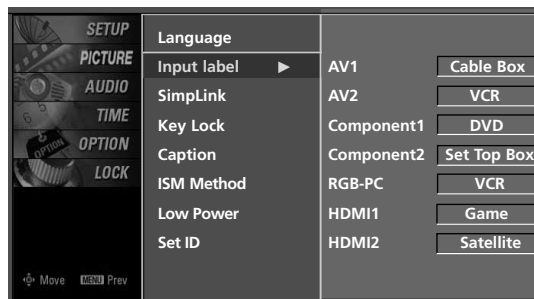 SETUP
PICTURE
AUDIO
TIME
OPTION
LOCK
Move MENU Prev
Language
Input label ►
SimpLink
Key Lock
Caption
ISM Method
Low Power
Set ID
AV1 Cable Box
AV2 VCR
Component1 DVD
Component2 Set Top Box
RGB-PC VCR
HDMI1 Game
HDMI2 Satellite